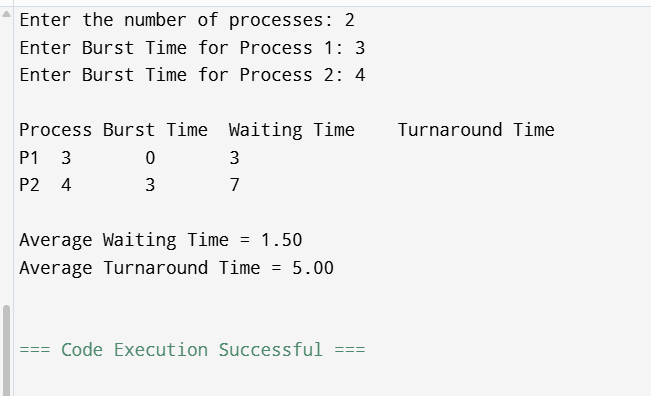 Enter the number of processes: 2
Enter Burst Time for Process 1: 3
Enter Burst Time for Process 2: 4
Process Burst Time  Waiting Time    Turnaround Time
P1  3       0       3
P2  4       3       7
Average Waiting Time = 1.50
Average Turnaround Time = 5.00
=== Code Execution Successful ===